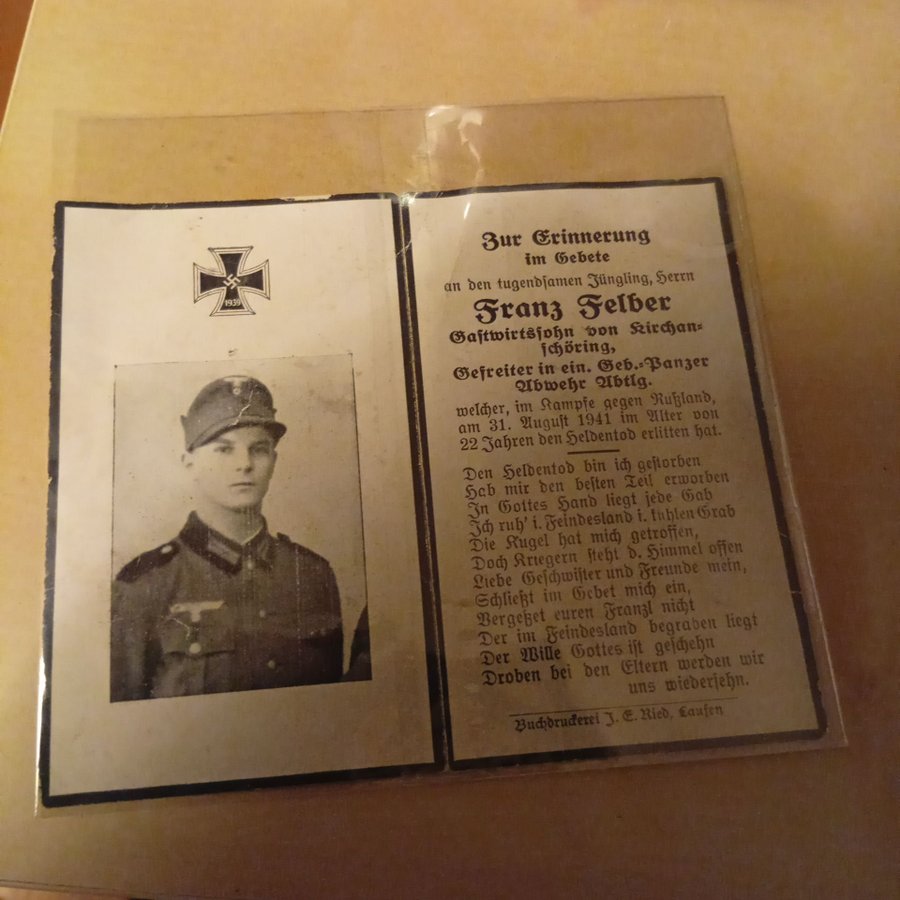 1939
Zur Erinnerung
im Gebete
an den tugendsamen Jüngling, Herrn
Franz Felber
Gastwirtssohn von Kirchan-
schöring,
Gefreiter in ein. Geb.-Panzer
Abwehr Abtlg.
welcher, im Kampfe gegen Rußland,
am 31. August 1941 im Alter von
22 Jahren den Heldentod erlitten hat.
Den Heldentod bin ich gestorben
Hab mir den besten Teil erworben
In Gottes Hand liegt jede Gab
Ich ruh' i. Feindesland i. kühlen Grab
Die Kugel hat mich getroffen,
Doch Kriegern steht d. Himmel offen
Liebe Geschwister und Freunde mein,
Schließt im Gebet mich ein,
Vergeßet euren Franzl nicht
Der im Feindesland begraben liegt
Der Wille Gottes ist geschehn
Droben bei den Eltern werden wir
uns wiedersehn.
Buchdruckerei J. E. Ried, Laufen